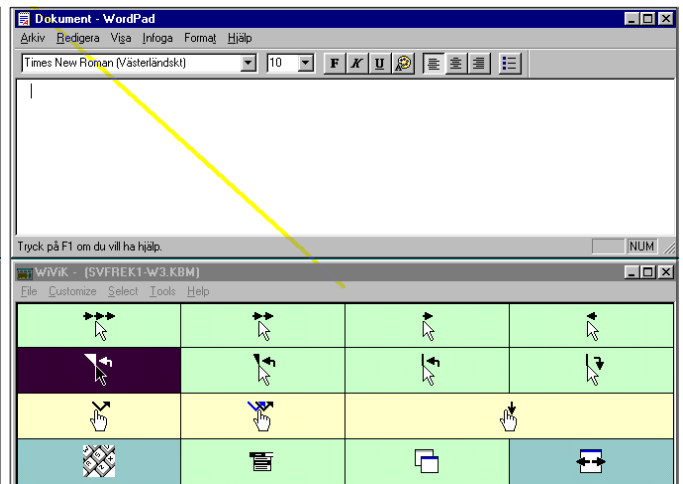 Dokument - WordPad
Arkiv Redigera Visa Infoga Format Hjälp
Times New Roman (Västerländskt) 10 F K U
Tryck på F1 om du vill ha hjälp. NUM
WiViK - (SVFREK1-W3.KBM)
File Customize Select Tools Help